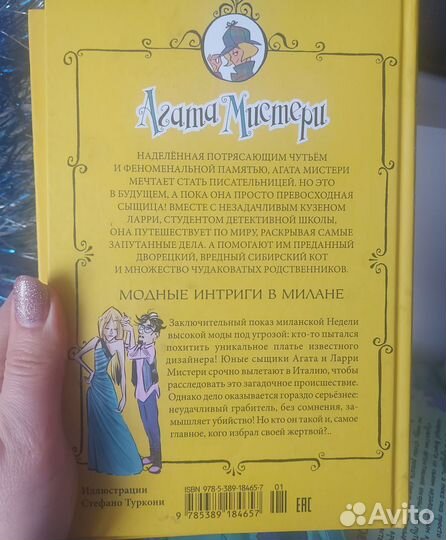 Агата Мистери
НАДЕЛЁННАЯ ПОТРЯСАЮЩИМ ЧУТЬЁМ
И ФЕНОМЕНАЛЬНОЙ ПАМЯТЬЮ, АГАТА МИСТЕРИ
МЕЧТАЕТ СТАТЬ ПИСАТЕЛЬНИЦЕЙ. НО ЭТО
В БУДУЩЕМ, А ПОКА ОНА ПРОСТО ПРЕВОСХОДНАЯ
СЫЩИЦА! ВМЕСТЕ С НЕЗАДАЧЛИВЫМ КУЗЕНОМ
ЛАРРИ, СТУДЕНТОМ ДЕТЕКТИВНОЙ ШКОЛЫ,
ОНА ПУТЕШЕСТВУЕТ ПО МИРУ, РАСКРЫВАЯ САМЫЕ
ЗАПУТАННЫЕ ДЕЛА. А ПОМОГАЮТ ИМ ПРЕДАННЫЙ
ДВОРЕЦКИЙ, ВРЕДНЫЙ СИБИРСКИЙ КОТ
И МНОЖЕСТВО ЧУДАКОВАТЫХ РОДСТВЕННИКОВ.
МОДНЫЕ ИНТРИГИ В МИЛАНЕ
Заключительный показ миланской Недели
высокой моды под угрозой: кто-то пытался
похитить уникальное платье известного
дизайнера! Юные сыщики Агата и Ларри
Мистери срочно вылетают в Италию, чтобы
расследовать это загадочное происшествие.
Однако дело оказывается гораздо серьёзнее:
неудачливый грабитель, без сомнения, за-
мышляет убийство! Но кто он такой и, самое
главное, кого избрал своей жертвой?..
Иллюстрации
Стефано Туркони
ISBN 978-5-389-18465-7
01
9 785389 184657
EAC
Avito